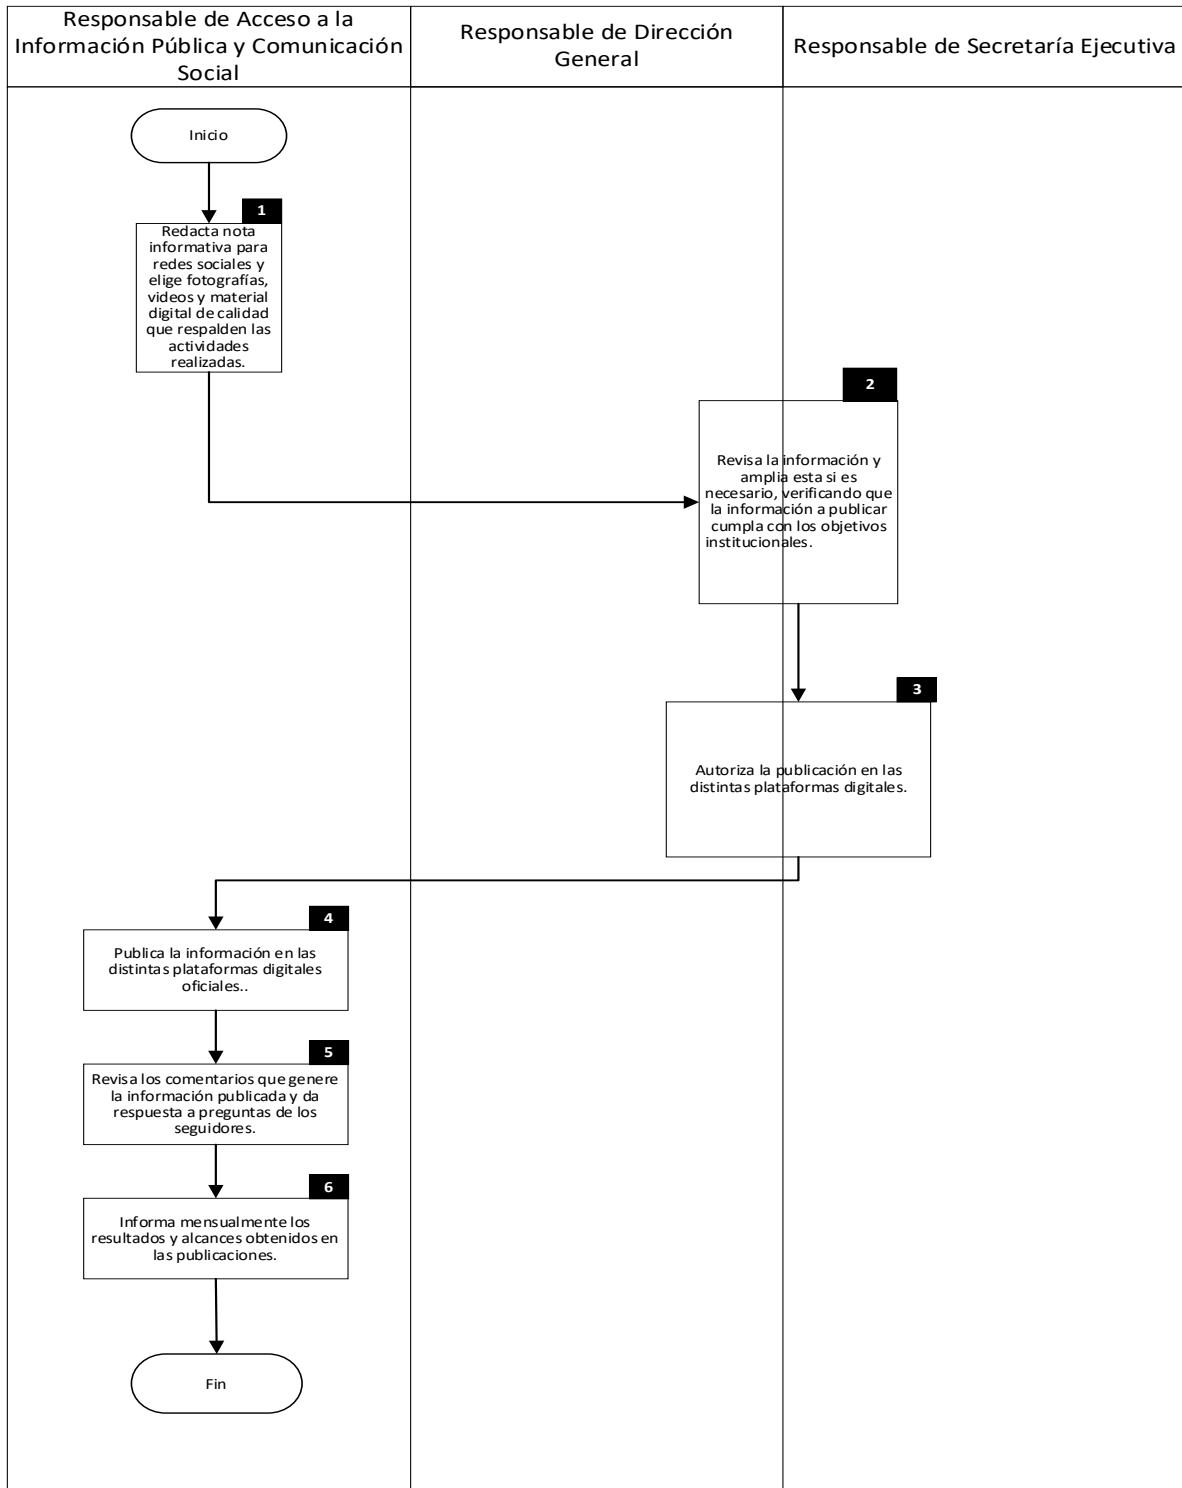 Responsable de Acceso a la
Información Pública y Comunicación
Social
Responsable de Dirección
General
Responsable de Secretaría Ejecutiva
Inicio
1
Redacta nota
informativa para
redes sociales y
elige fotografías,
videos y material
digital de calidad
que respalden las
actividades
realizadas.
2
Revisa la información y
amplia esta si es
necesario, verificando que
la información a publicar
cumpla con los objetivos
institucionales.
3
Autoriza la publicación en las
distintas plataformas digitales.
4
Publica la información en las
distintas plataformas digitales
oficiales..
5
Revisa los comentarios que genere
la información publicada y da
respuesta a preguntas de los
seguidores.
6
Informa mensualmente los
resultados y alcances obtenidos en
las publicaciones.
Fin